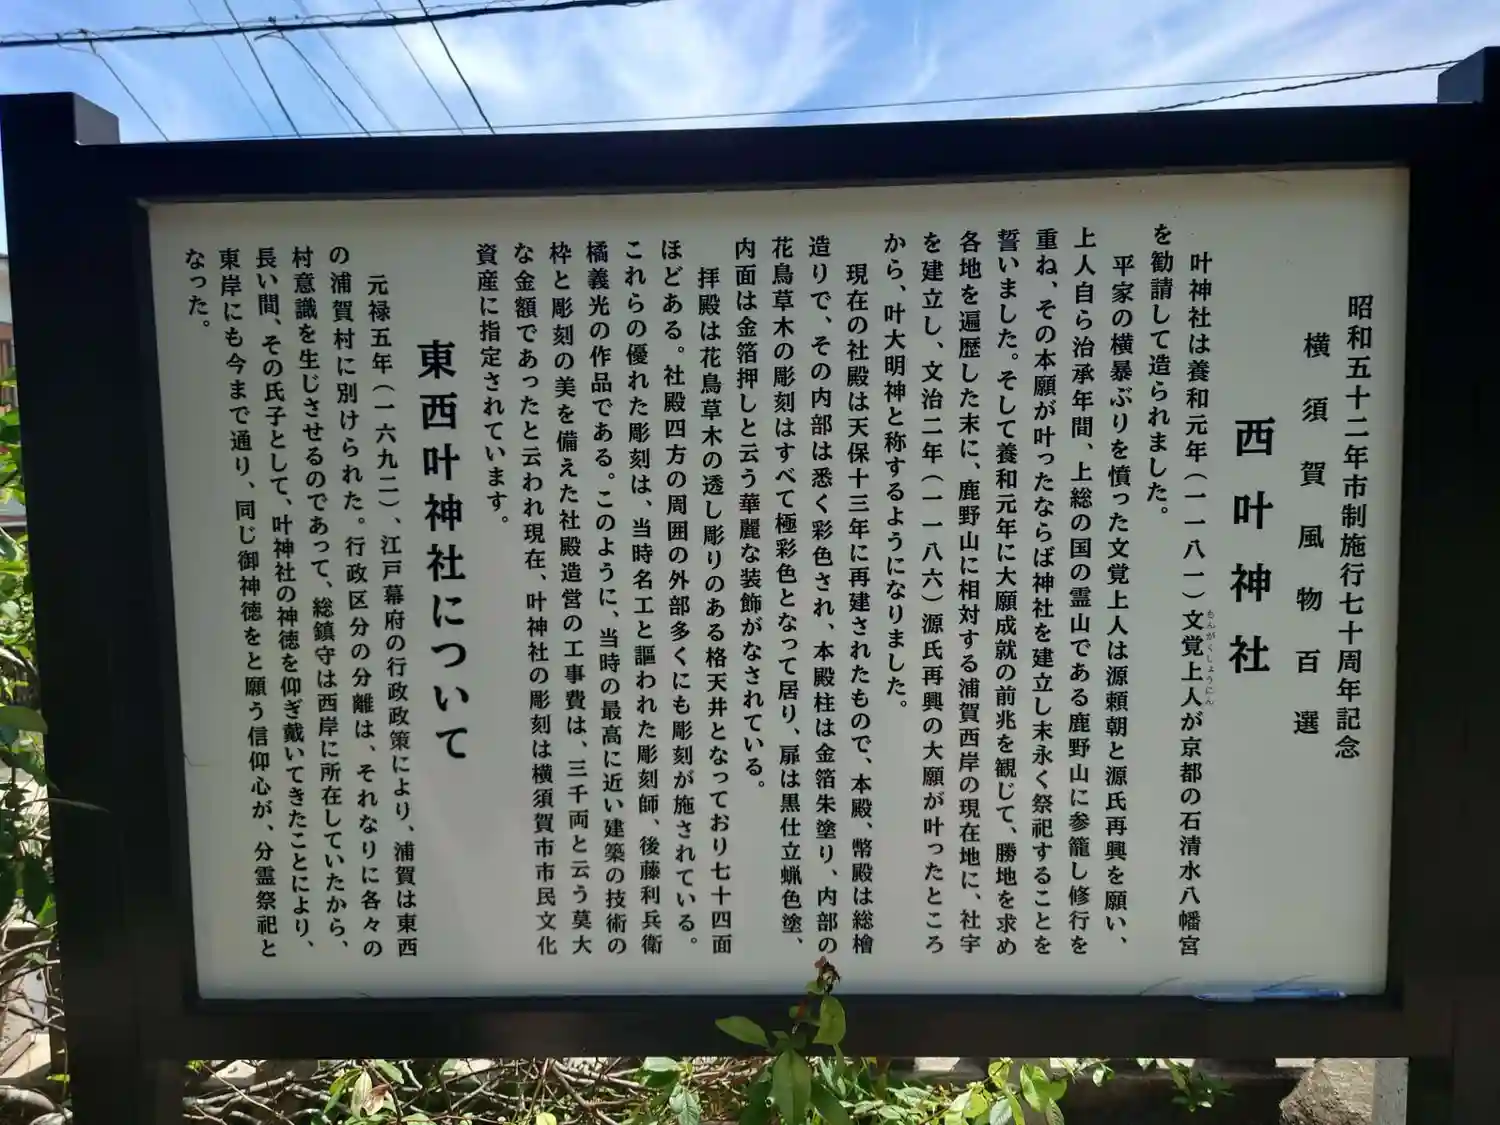 昭和五十二年市制施行七十周年記念
横須賀風物百選
西叶神社
叶神社は養和元年（一一八一）文覚上人が京都の石清水八幡宮
もんがくしょうにん
を勧請して造られました。
平家の横暴ぶりを憤った文覚上人は源頼朝と源氏再興を願い、
上人自ら治承年間、上総の国の霊山である鹿野山に参籠し修行を
重ね、その本願が叶ったならば神社を建立し末永く祭祀することを
誓いました。そして養和元年に大願成就の前兆を観じて、勝地を求め
各地を遍歴した末に、鹿野山に相対する浦賀西岸の現在地に、社宇
を建立し、文治二年（一一八六）源氏再興の大願が叶ったところ
から、叶大明神と称するようになりました。
現在の社殿は天保十三年に再建されたもので、本殿、幣殿は総檜
造りで、その内部は悉く彩色され、本殿柱は金箔朱塗り、内部の
花鳥草木の彫刻はすべて極彩色となって居り、扉は黒仕立蝋色塗、
内面は金箔押しと云う華麗な装飾がなされている。
拝殿は花鳥草木の透し彫りのある格天井となっており七十四面
ほどある。社殿四方の周囲の外部多くにも彫刻が施されている。
これらの優れた彫刻は、当時名工と謳われた彫刻師、後藤利兵衛
橘義光の作品である。このように、当時の最高に近い建築の技術の
枠と彫刻の美を備えた社殿造営の工事費は、三千両と云う莫大
な金額であったと云われ現在、叶神社の彫刻は横須賀市市民文化
資産に指定されています。
東西叶神社について
元禄五年（一六九二）、江戸幕府の行政政策により、浦賀は東西
の浦賀村に別けられた。行政区分の分離は、それなりに各々の
村意識を生じさせるのであって、総鎮守は西岸に所在していたから、
長い間、その氏子として、叶神社の神徳を仰ぎ戴いてきたことにより、
東岸にも今まで通り、同じ御神徳をと願う信仰心が、分霊祭祀と
なった。